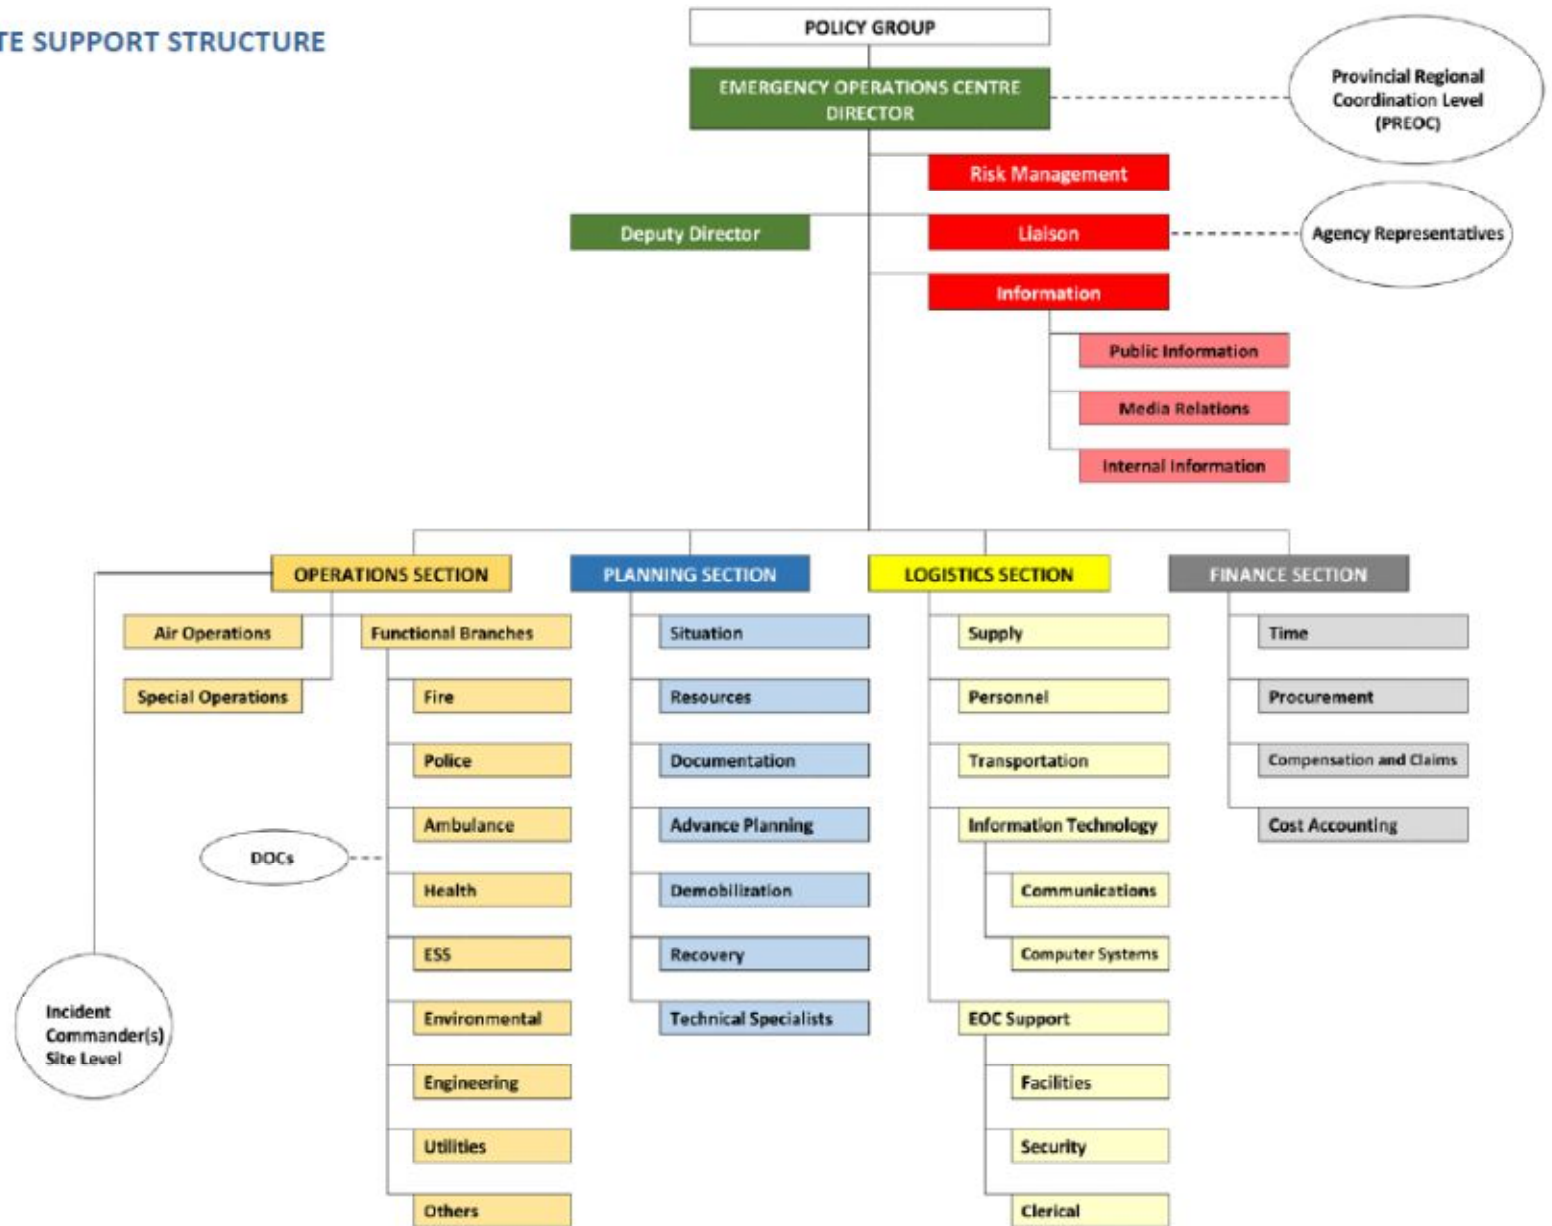 TE SUPPORT STRUCTURE
POLICY GROUP
EMERGENCY OPERATIONS CENTRE
DIRECTOR
Provincial Regional
Coordination Level
(PREOC)
Risk Management
Deputy Director
Liaison
Agency Representatives
Information
Public Information
Media Relations
Internal Information
OPERATIONS SECTION
PLANNING SECTION
LOGISTICS SECTION
FINANCE SECTION
Air Operations
Functional Branches
Special Operations
Fire
Police
Ambulance
DOCs
Health
ESS
Environmental
Engineering
Utilities
Others
Incident
Commander(s)
Site Level
Situation
Resources
Documentation
Advance Planning
Demobilization
Recovery
Technical Specialists
Supply
Personnel
Transportation
Information Technology
Communications
Computer Systems
EOC Support
Facilities
Security
Clerical
Time
Procurement
Compensation and Claims
Cost Accounting